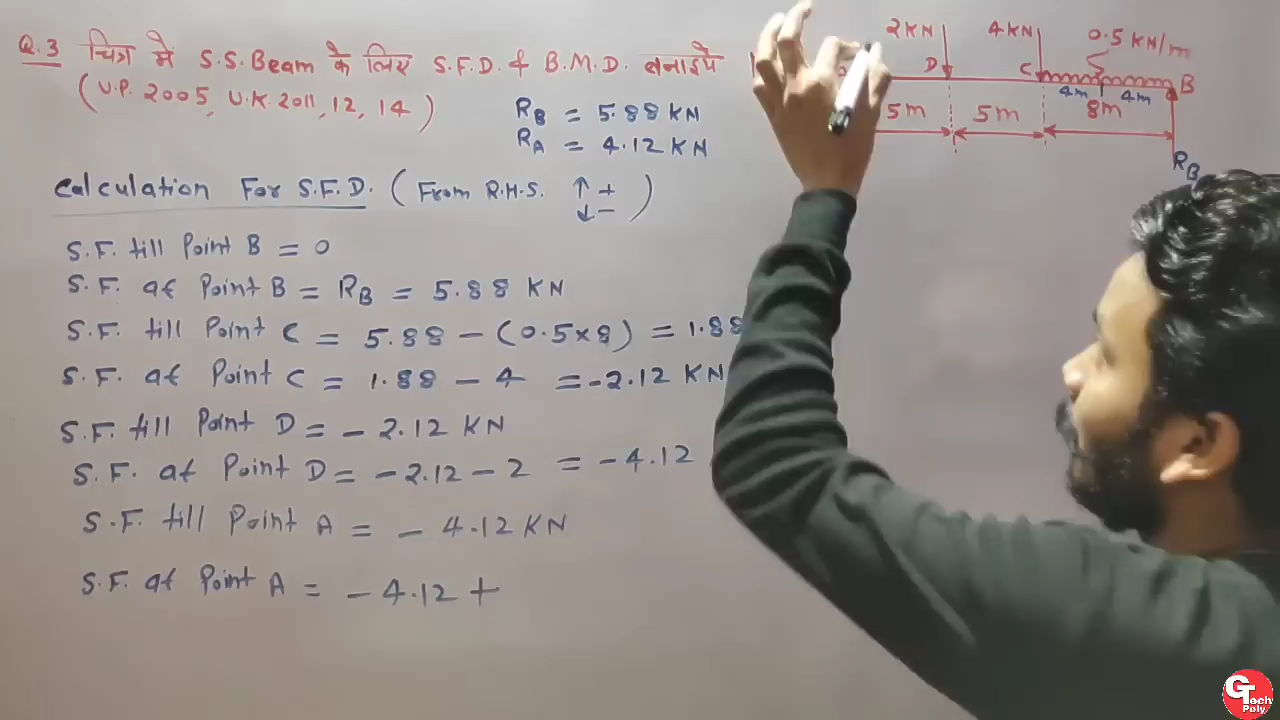 Q.3 चित्र में S.S.Beam के लिए S.F.D. & B.M.D. बनाइये
(U.P. 2005, U.K. 2011, 12, 14)
RB = 5.88 KN
RA = 4.12 KN
2KN 4KN 0.5 KN/m
D C B
4m 4m
5m 5m 8m
RB
Calculation For S.F.D. (From R.H.S. ↑ +
↓ - )
S.F. till Point B = 0
S.F. at Point B = RB = 5.88 KN
S.F. till Point C = 5.88 - (0.5×8) = 1.88
S.F. at Point C = 1.88 - 4 = -2.12 KN
S.F. till Point D = - 2.12 KN
S.F. at Point D = -2.12 - 2 = -4.12
S.F. till Point A = - 4.12 KN
S.F. at Point A = -4.12 +
G Tech Poly